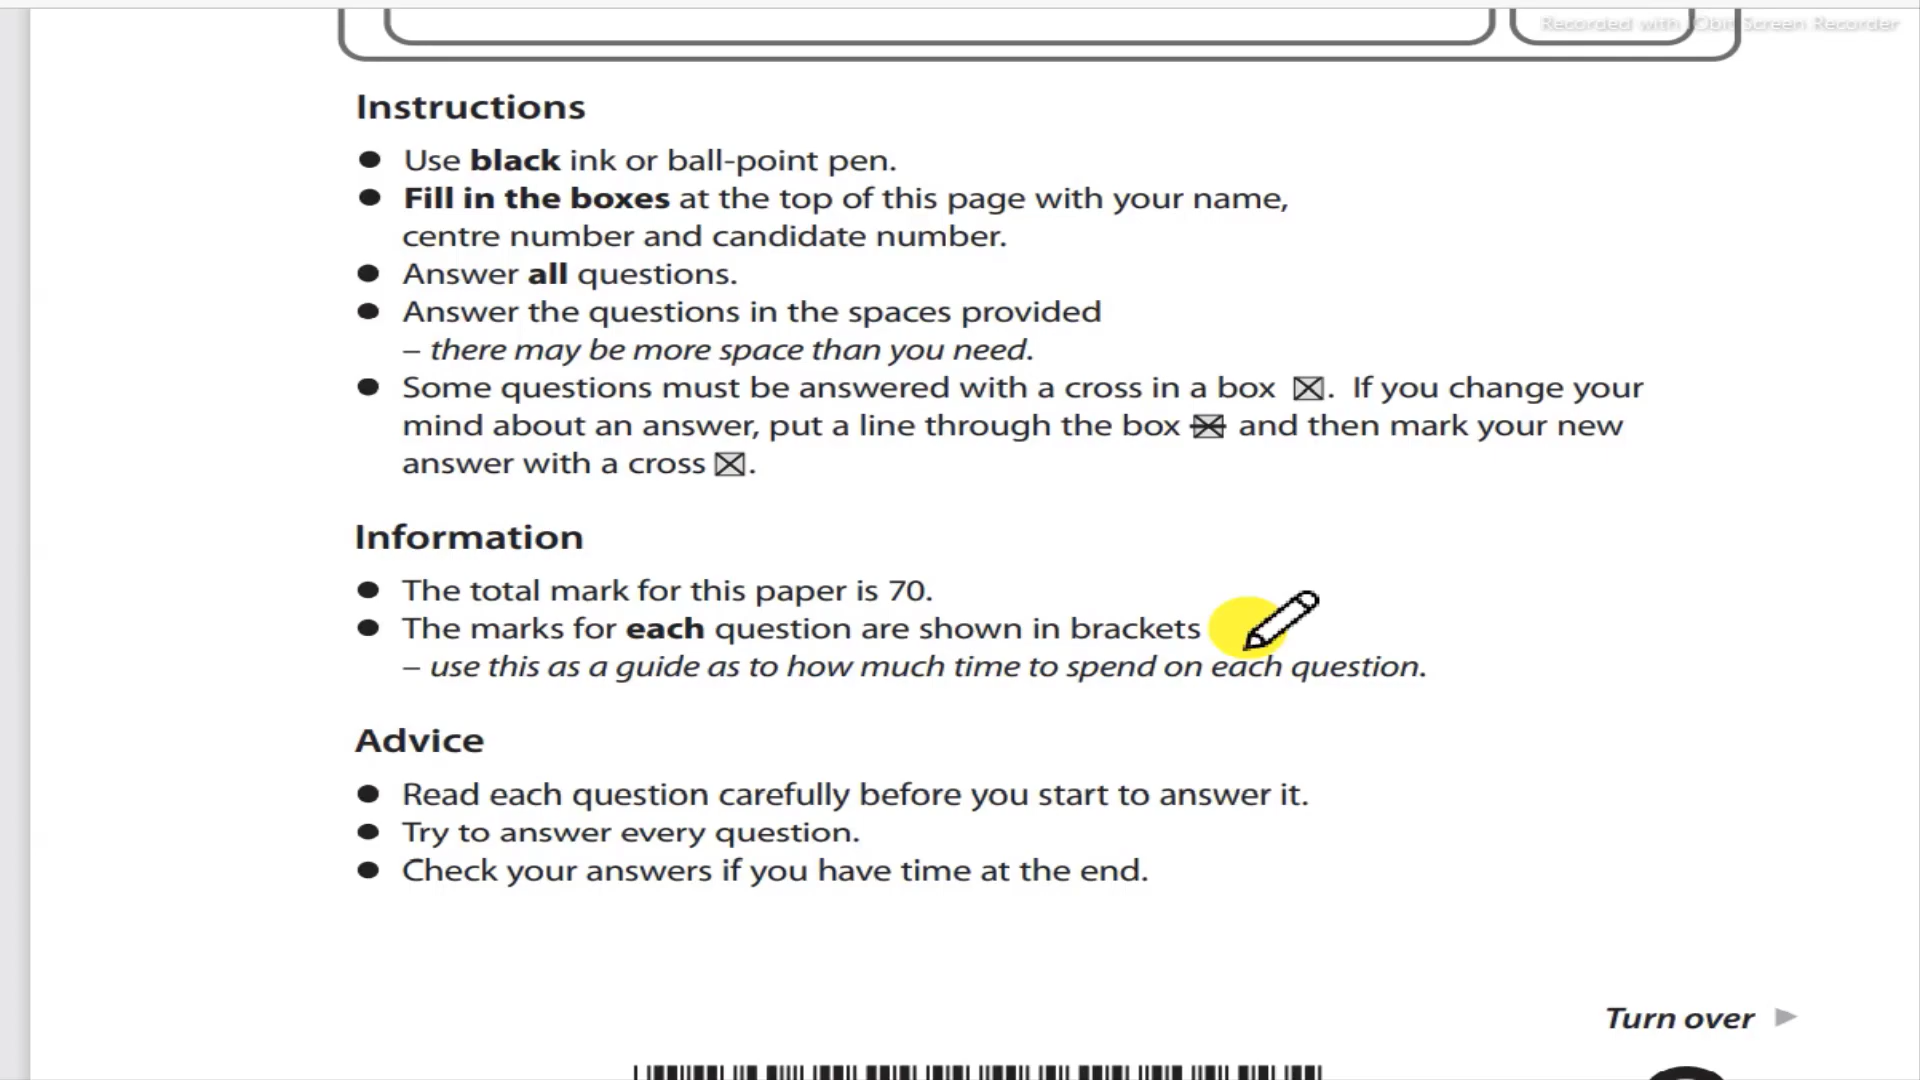 Recorded with IObit Screen Recorder
Instructions
● Use black ink or ball-point pen.
● Fill in the boxes at the top of this page with your name,
centre number and candidate number.
● Answer all questions.
● Answer the questions in the spaces provided
– there may be more space than you need.
● Some questions must be answered with a cross in a box ☒. If you change your
mind about an answer, put a line through the box ☒ and then mark your new
answer with a cross ☒.
Information
● The total mark for this paper is 70.
● The marks for each question are shown in brackets
– use this as a guide as to how much time to spend on each question.
Advice
● Read each question carefully before you start to answer it.
● Try to answer every question.
● Check your answers if you have time at the end.
Turn over